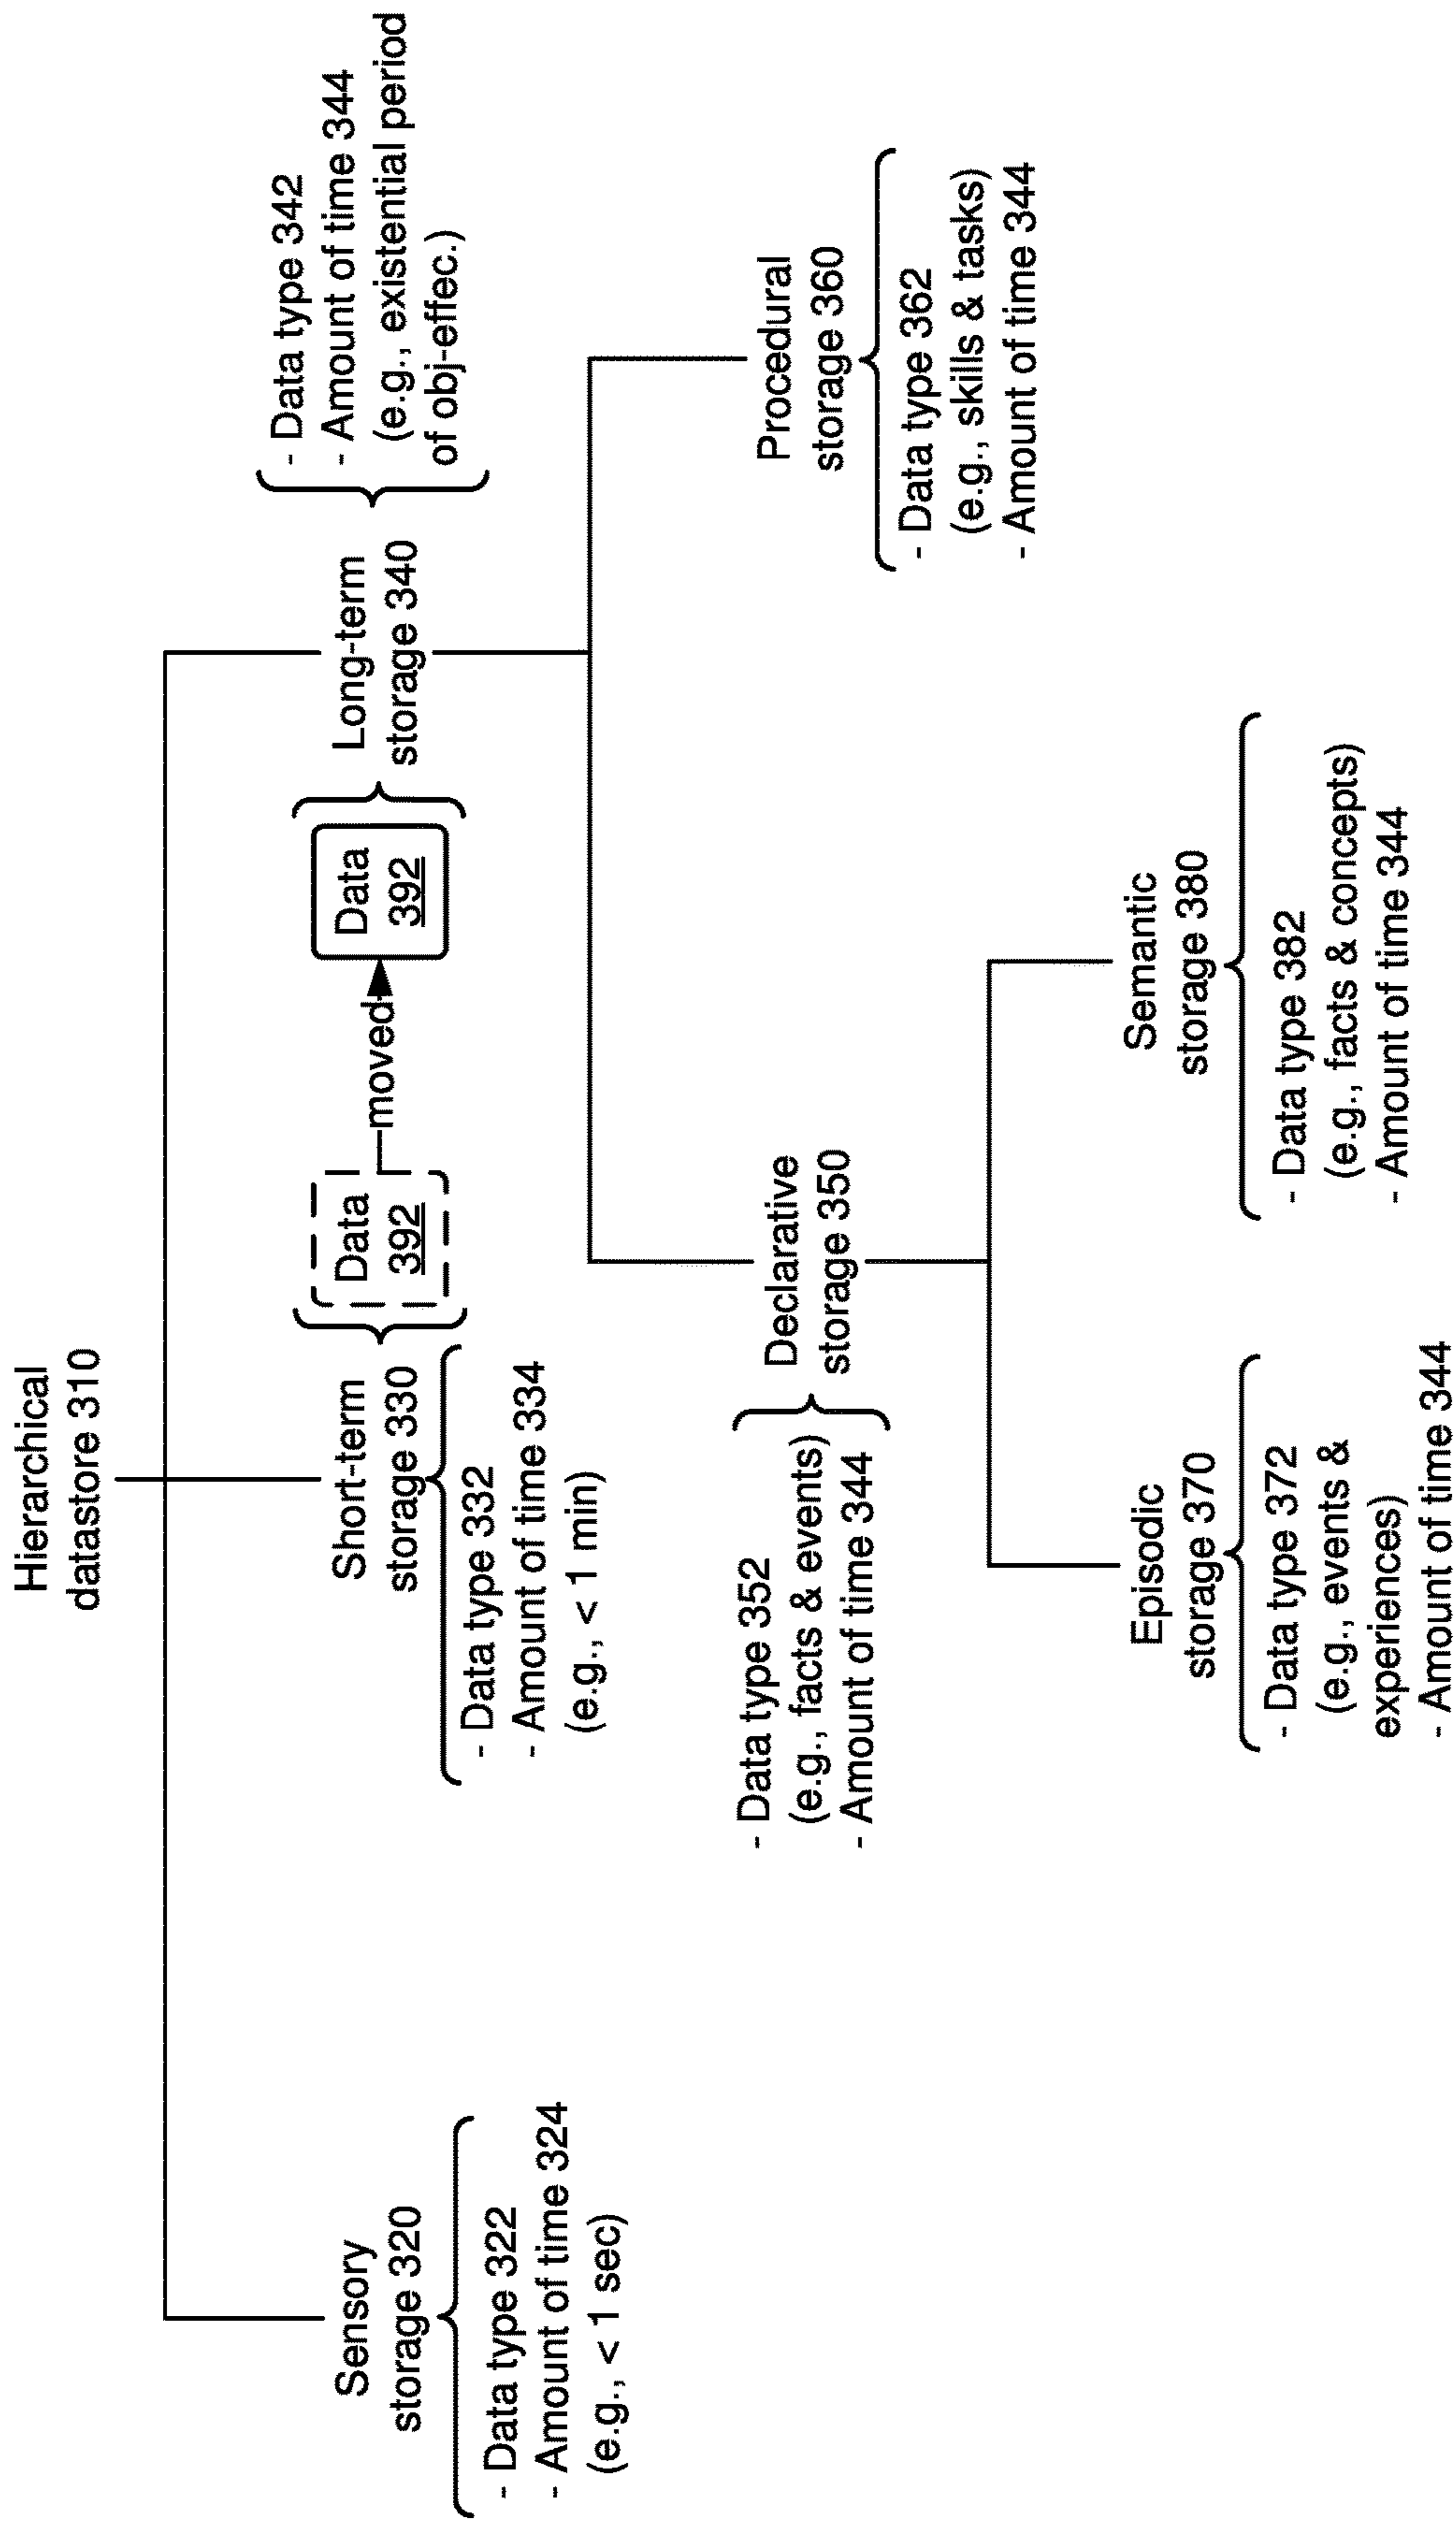 Hierarchical
datastore 310
Sensory
storage 320
- Data type 322
- Amount of time 324
(e.g., < 1 sec)
Short-term
storage 330
- Data type 332
- Amount of time 334
(e.g., < 1 min)
Data
392
moved
Data
392
Long-term
storage 340
- Data type 342
- Amount of time 344
(e.g., existential period
of obj-effec.)
Declarative
storage 350
- Data type 352
(e.g., facts & events)
- Amount of time 344
Procedural
storage 360
- Data type 362
(e.g., skills & tasks)
- Amount of time 344
Episodic
storage 370
- Data type 372
(e.g., events &
experiences)
- Amount of time 344
Semantic
storage 380
- Data type 382
(e.g., facts & concepts)
- Amount of time 344